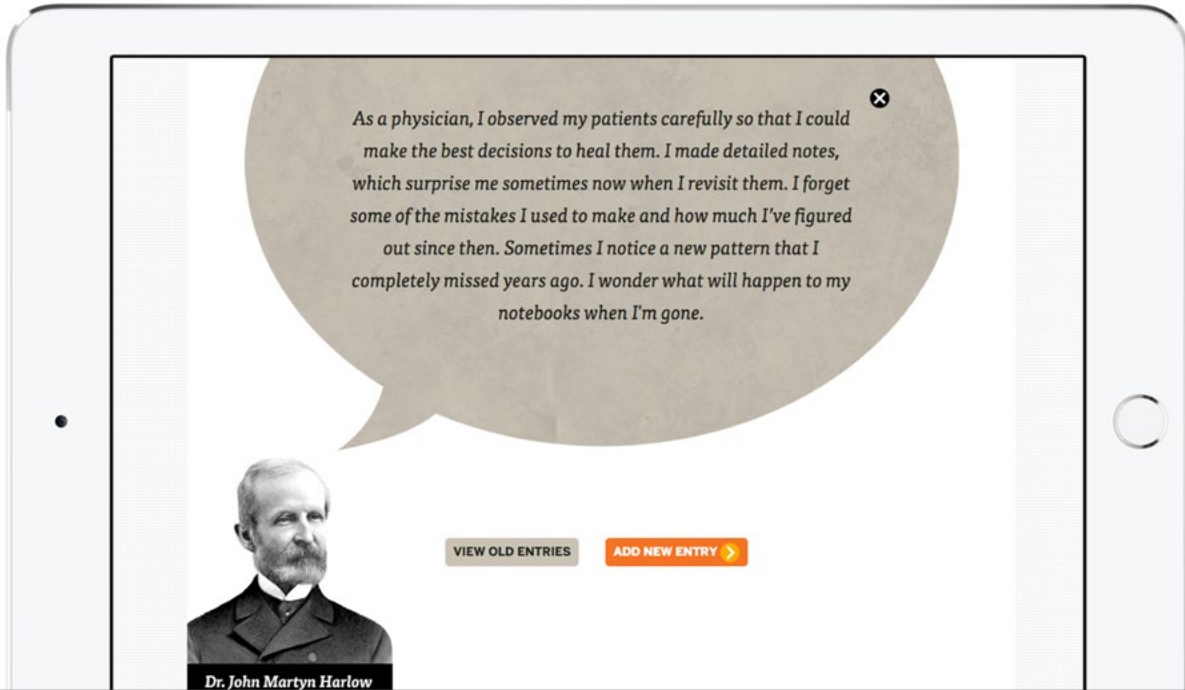 As a physician, I observed my patients carefully so that I could
make the best decisions to heal them. I made detailed notes,
which surprise me sometimes now when I revisit them. I forget
some of the mistakes I used to make and how much I've figured
out since then. Sometimes I notice a new pattern that I
completely missed years ago. I wonder what will happen to my
notebooks when I'm gone.
VIEW OLD ENTRIES
ADD NEW ENTRY
Dr. John Martyn Harlow